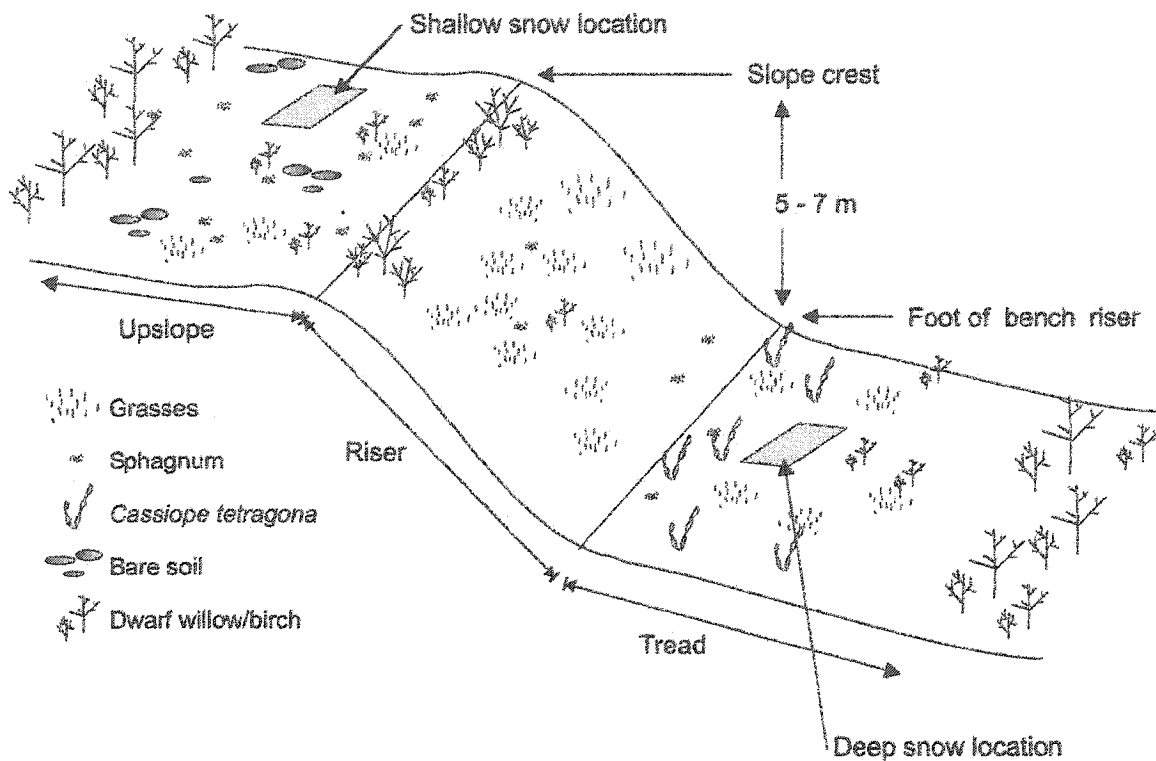 Shallow snow location
Slope crest
5 - 7 m
Foot of bench riser
Upslope
Grasses
Riser
Sphagnum
Cassiope tetragona
Bare soil
Dwarf willow/birch
Tread
Deep snow location